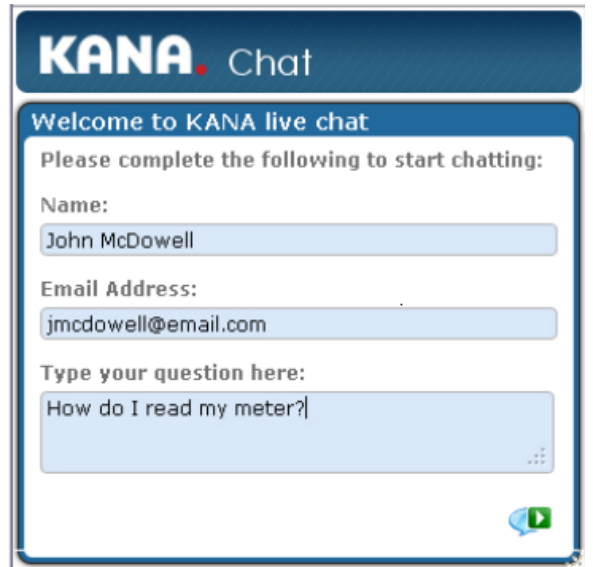 KANA. Chat
Welcome to KANA live chat
Please complete the following to start chatting:
Name:
John McDowell
Email Address:
jmcdowell@email.com
Type your question here:
How do I read my meter?